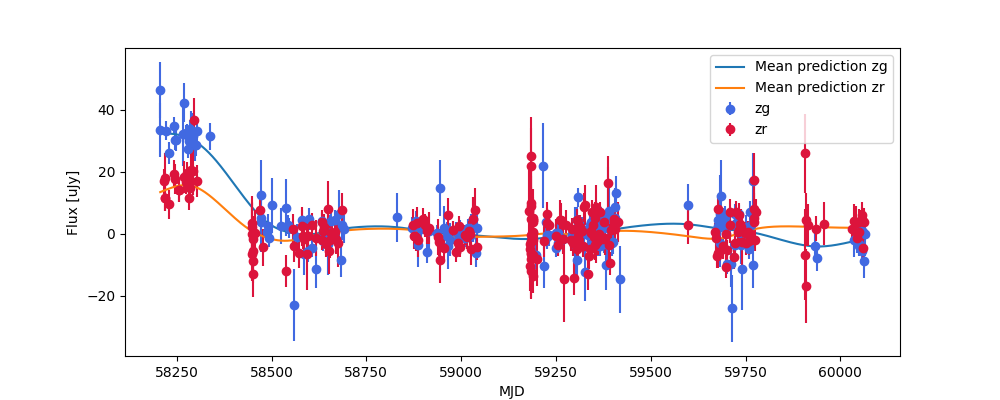 Mean prediction zg
Mean prediction zr
zg
zr
Flux [uJy]
40
20
0
−20
58250 58500 58750 59000 59250 59500 59750 60000
MJD